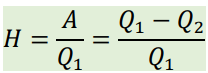 H = A/Q₁ = (Q₁ − Q₂)/Q₁